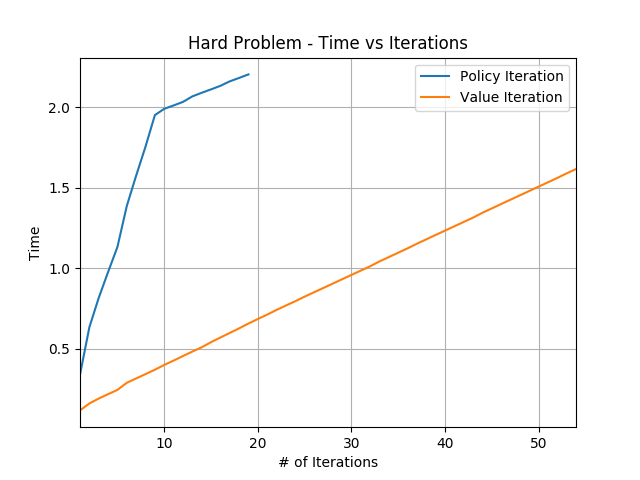 Hard Problem - Time vs Iterations
Policy Iteration
Value Iteration
Time
2.0
1.5
1.0
0.5
10 20 30 40 50
# of Iterations